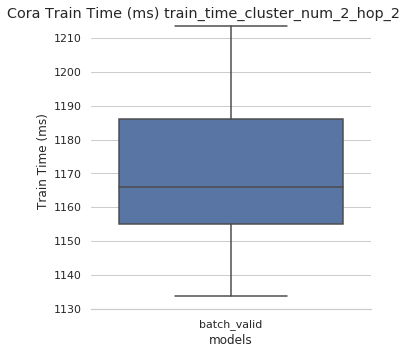 Cora Train Time (ms) train_time_cluster_num_2_hop_2
1210
1200
1190
1180
1170
1160
1150
1140
1130
Train Time (ms)
batch_valid
models